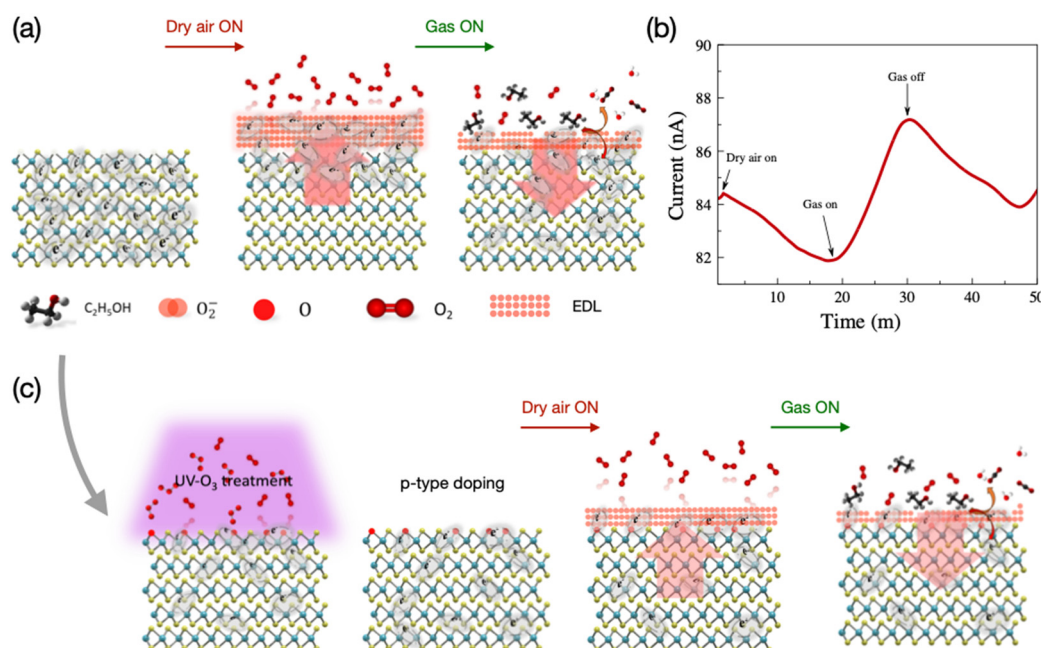 (a)
Dry air ON
Gas ON
C₂H₅OH
O₂⁻
O
O₂
EDL
(b)
90
88
86
84
82
Current (nA)
Gas off
Dry air on
Gas on
10
20
30
40
50
Time (m)
(c)
UV-O₃ treatment
p-type doping
Dry air ON
Gas ON